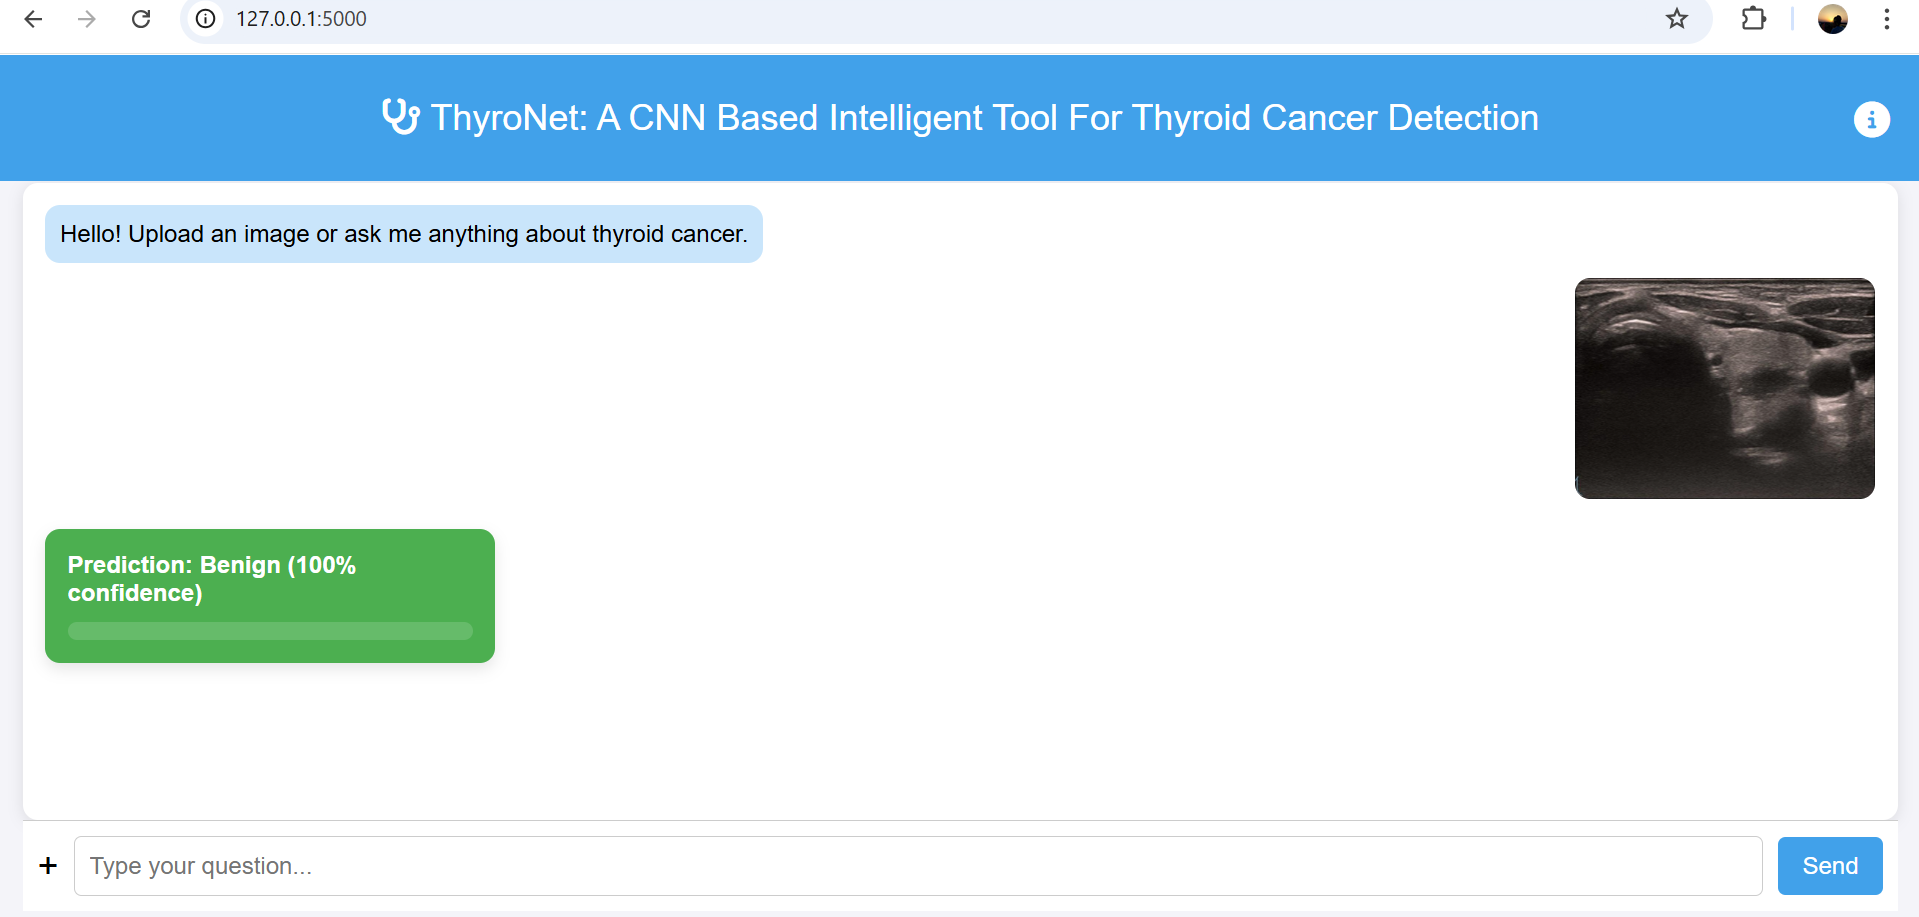 127.0.0.1:5000
ThyroNet: A CNN Based Intelligent Tool For Thyroid Cancer Detection
Hello! Upload an image or ask me anything about thyroid cancer.
Prediction: Benign (100%
confidence)
Type your question...
Send